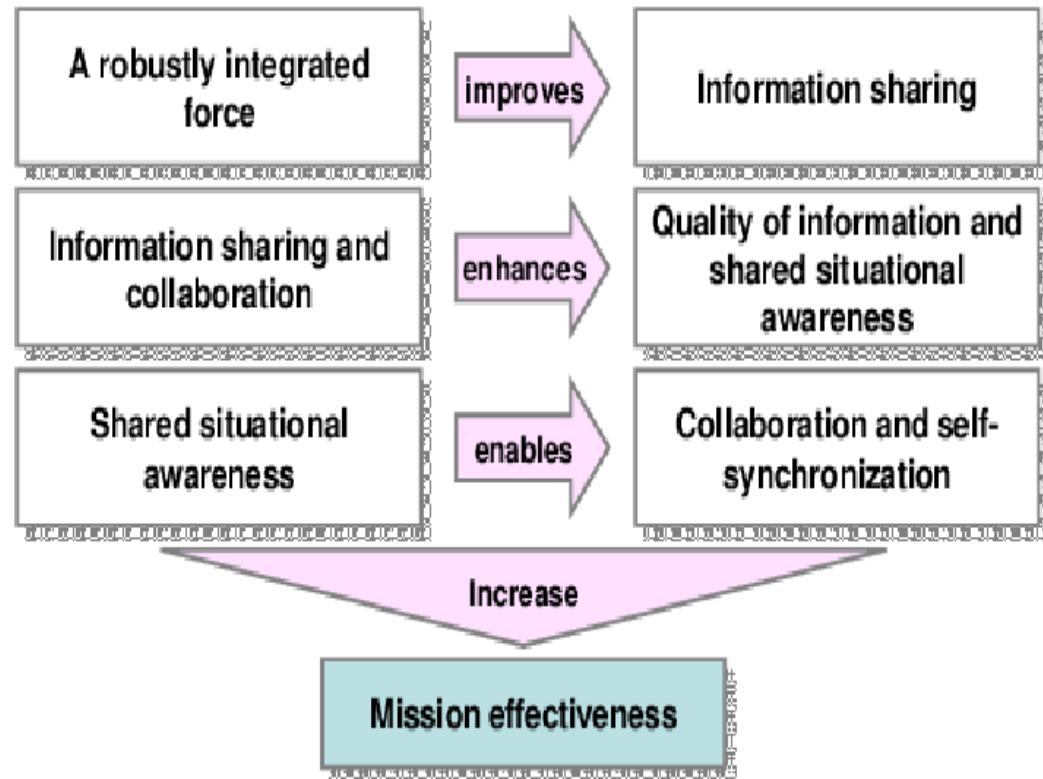 A robustly integrated
force
improves
Information sharing
Information sharing and
collaboration
enhances
Quality of information and
shared situational
awareness
Shared situational
awareness
enables
Collaboration and self-
synchronization
Increase
Mission effectiveness